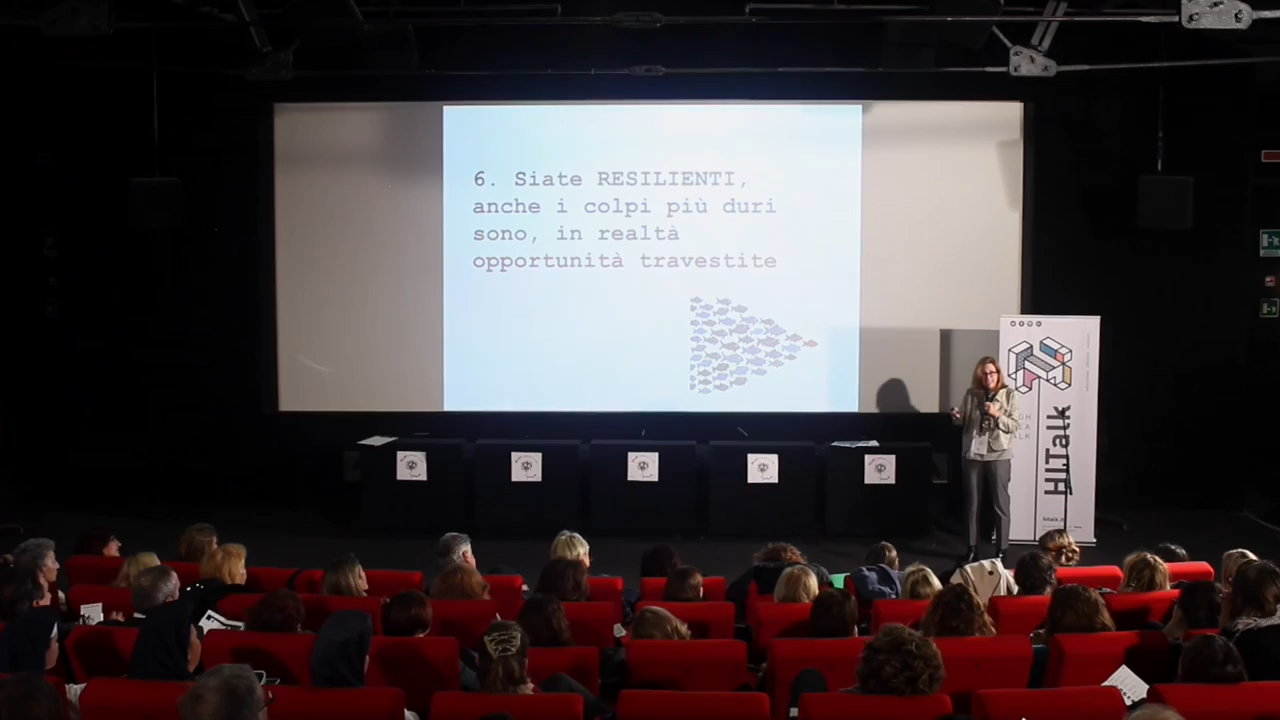 6. Siate RESILIENTI,
anche i colpi più duri
sono, in realtà
opportunità travestite
HITalk